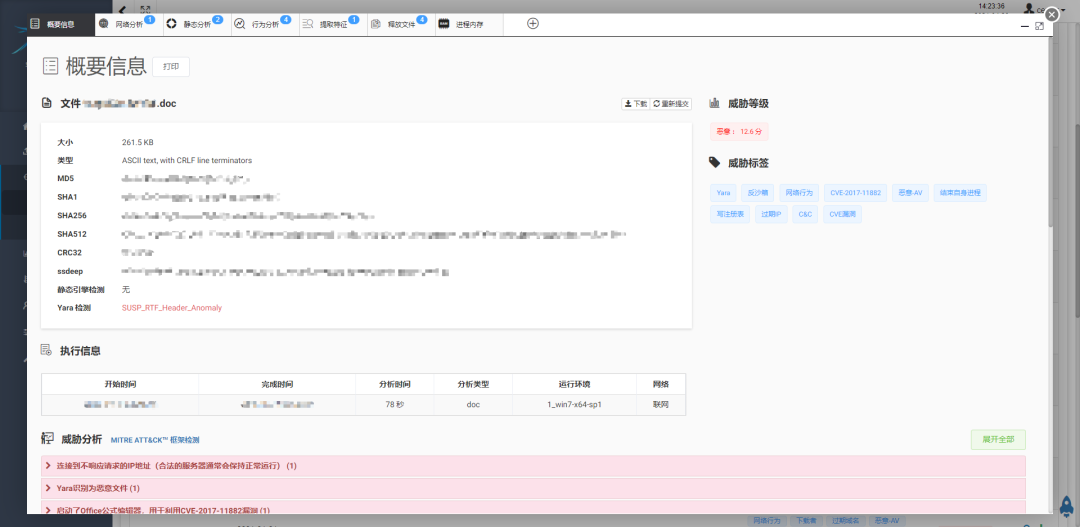 14:23:36
概要信息
网络分析 1
静态分析 2
行为分析 4
提取特征 1
释放文件 4
进程内存
概要信息 打印
文件 .doc
下载 重新提交
大小 261.5 KB
类型 ASCII text, with CRLF line terminators
MD5
SHA1
SHA256
SHA512
CRC32
ssdeep
静态引擎检测 无
Yara 检测 SUSP_RTF_Header_Anomaly
威胁等级
恶意： 12.6 分
威胁标签
Yara 反沙箱 网络行为 CVE-2017-11882 恶意AV 结束自身进程
写注册表 过期IP C&C CVE漏洞
执行信息
开始时间 完成时间 分析时间 分析类型 运行环境 网络
78 秒 doc 1_win7-x64-sp1 联网
威胁分析 MITRE ATT&CK™ 框架检测 展开全部
连接到不响应请求的IP地址（合法的服务器通常会保持正常运行） (1)
Yara识别为恶意文件 (1)
启动了Office公式编辑器，用于利用CVE-2017-11882漏洞 (1)
网络行为 下载者 过期域名 恶意AV